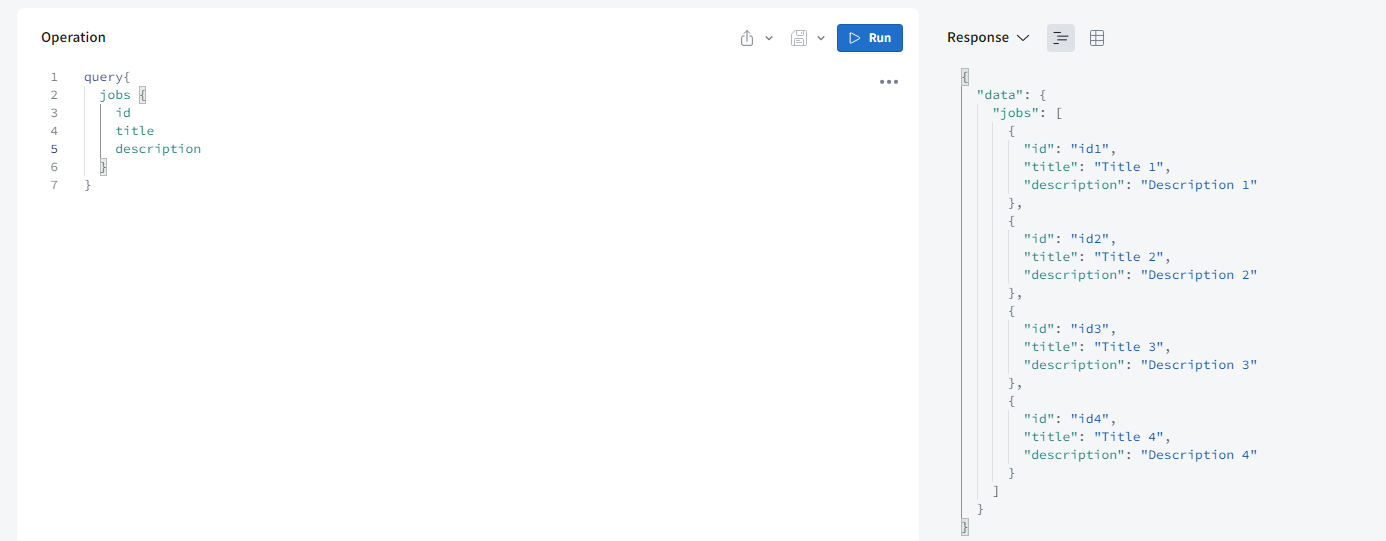 Operation
Run
1 query{
2 jobs {
3 id
4 title
5 description
6 }
7 }
Response
{
"data": {
"jobs": [
{
"id": "id1",
"title": "Title 1",
"description": "Description 1"
},
{
"id": "id2",
"title": "Title 2",
"description": "Description 2"
},
{
"id": "id3",
"title": "Title 3",
"description": "Description 3"
},
{
"id": "id4",
"title": "Title 4",
"description": "Description 4"
}
]
}
}